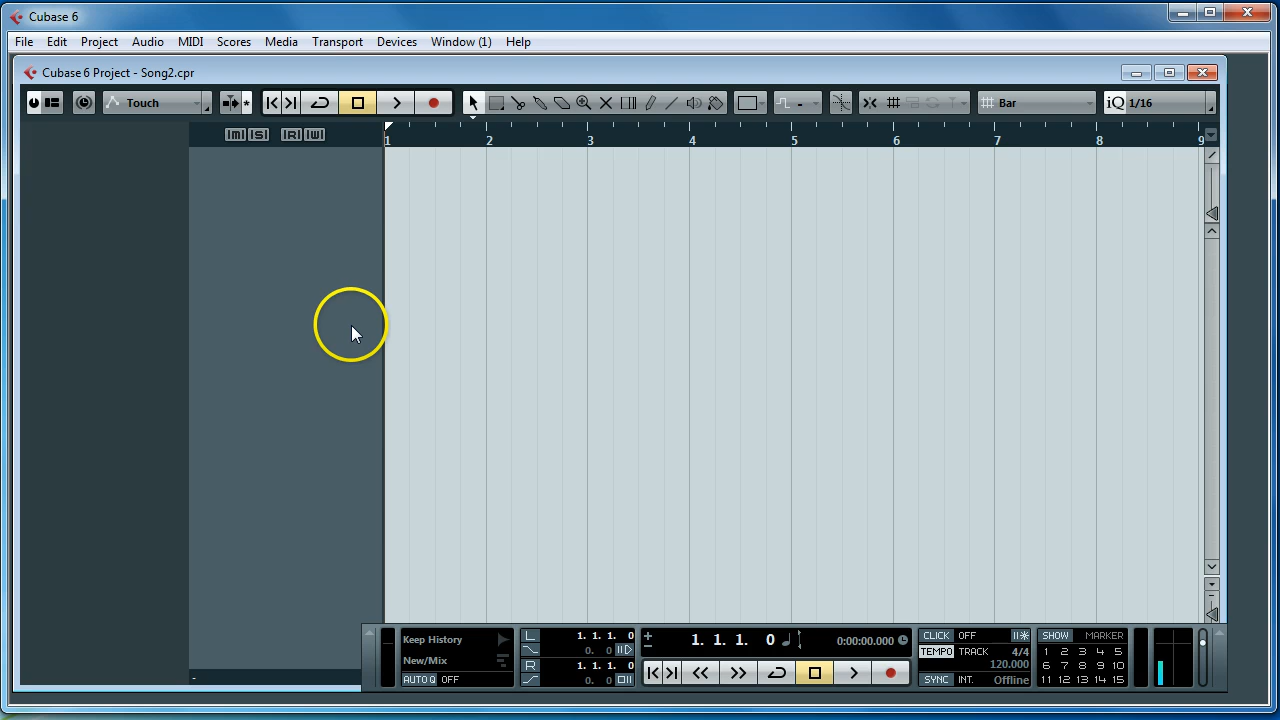 Cubase 6
File Edit Project Audio MIDI Scores Media Transport Devices Window (1) Help
Cubase 6 Project - Song2.cpr
Touch * Bar iQ 1/16
M S R W 1 2 3 4 5 6 7 8 9
Keep History L 1. 1. 1. 0 1. 1. 1. 0 0:00:00.000 CLICK OFF SHOW MARKER
0. 0 TEMPO TRACK 4/4 1 2 3 4 5
New/Mix R 1. 1. 1. 0 120.000 6 7 8 9 10
AUTO Q OFF 0. 0 SYNC INT. Offline 11 12 13 14 15
-